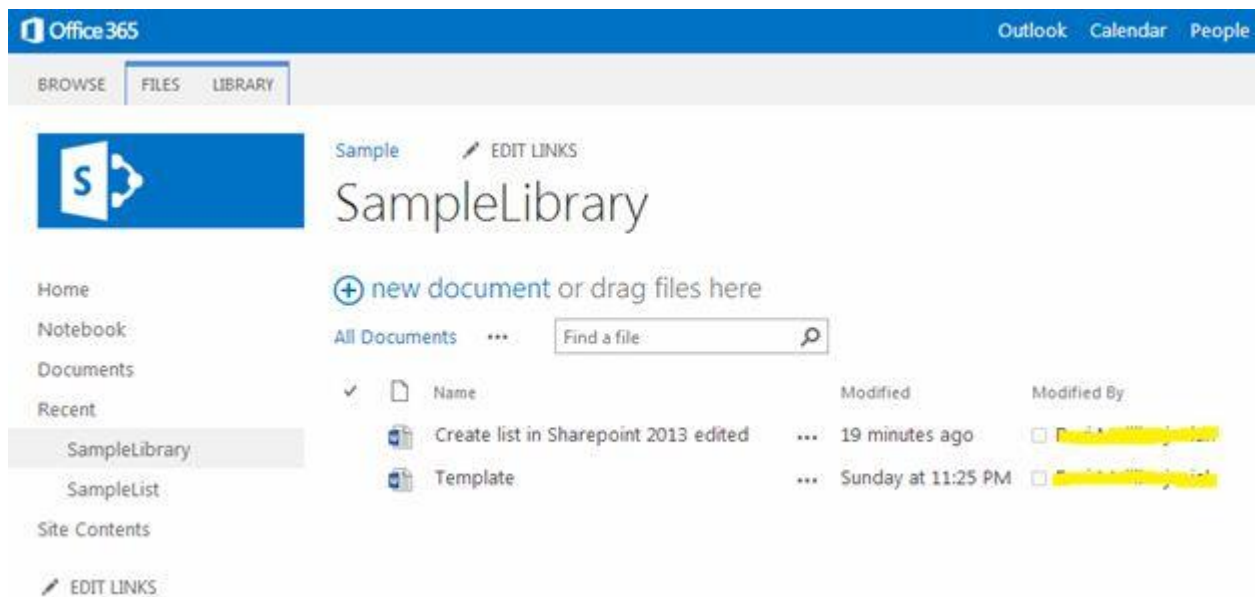 Office 365
Outlook Calendar People
BROWSE FILES LIBRARY
S
Sample EDIT LINKS
SampleLibrary
Home
Notebook
Documents
Recent
SampleLibrary
SampleList
Site Contents
EDIT LINKS
new document or drag files here
All Documents ... Find a file
Name Modified Modified By
Create list in Sharepoint 2013 edited ... 19 minutes ago
Template ... Sunday at 11:25 PM